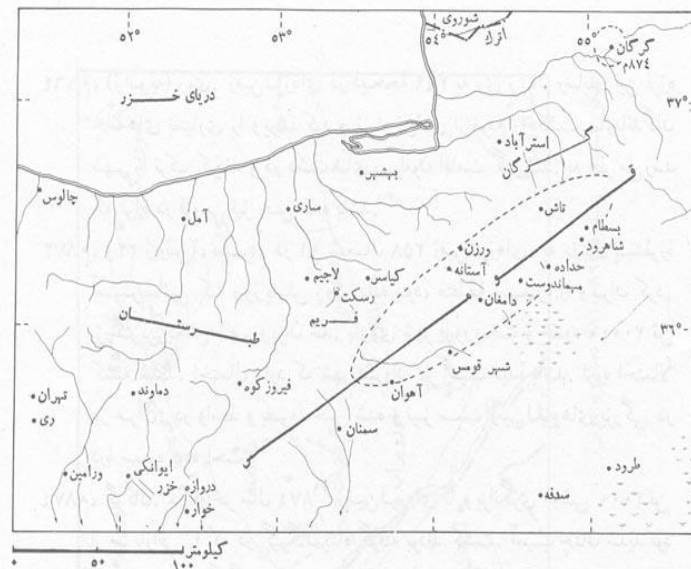 ۵۲°
۵۳°
۵۴°
۵۵°
شوروی
اترك
گرگان
۸۷۴م
۳۷°
دریای خزر
استرآباد
گرگان
بهشهر
چالوس
ساری
آمل
تاش
بسطام
شاهرود
ورزن
آستانه
حداده
مهماندوست
دامغان
کیاسر
لاجیم
رسکت
فریم
طبرستان
۳۶°
شهر قومس
آهوان
فیروزکوه
دماوند
تهران
ری
سمنان
ورامین
ایوانکی
دروازه
خزر
خوار
طرود
سدفه
کیلومتر
۰
۵۰
۱۰۰